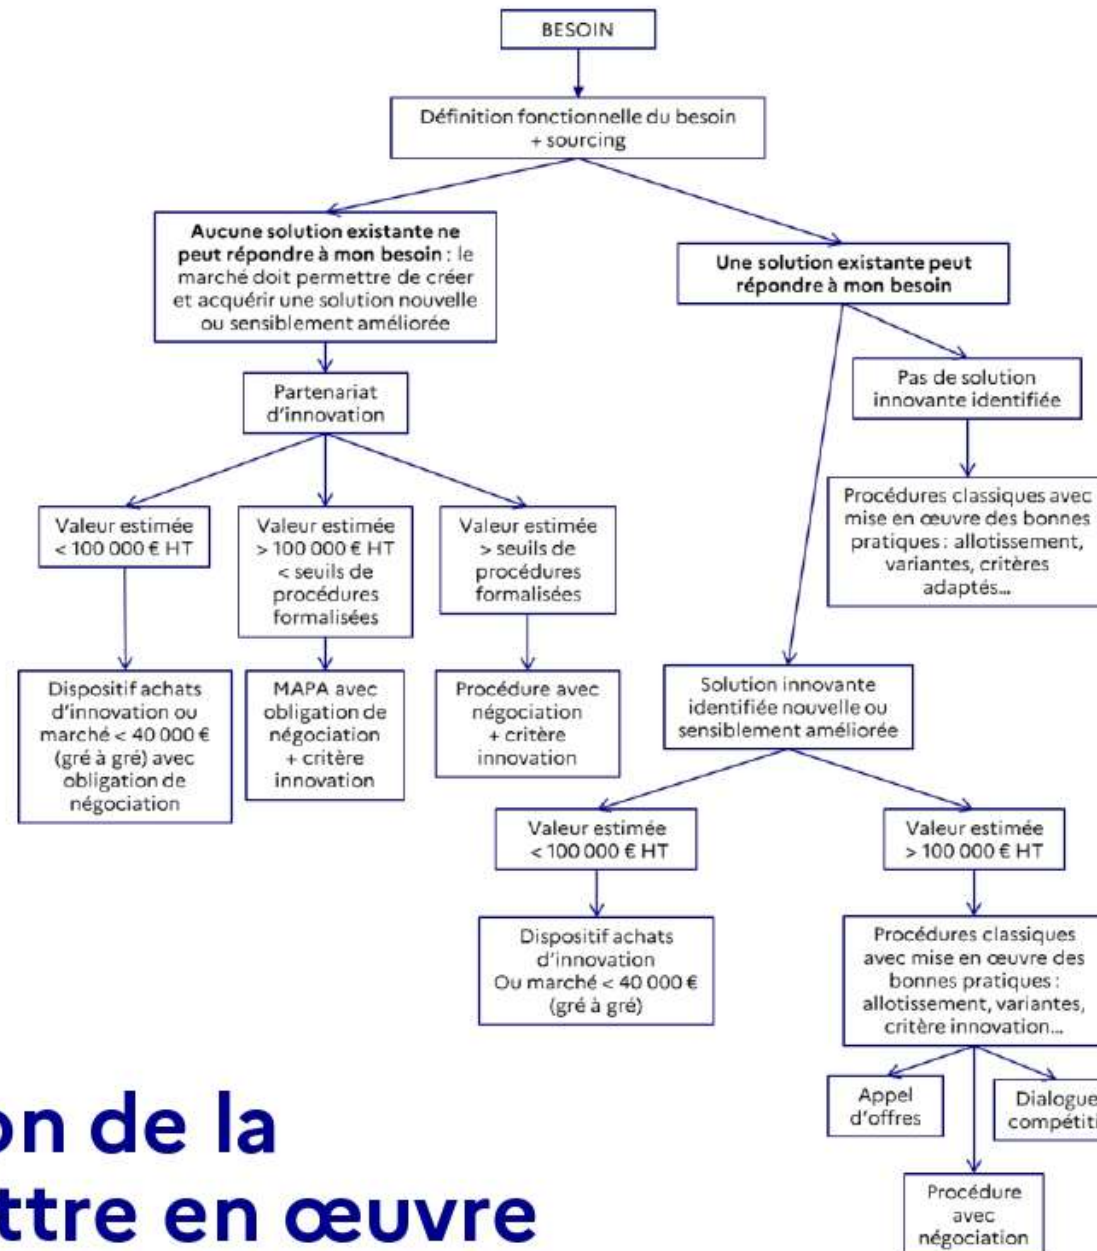 BESOIN
Définition fonctionnelle du besoin
+ sourcing
Aucune solution existante ne
peut répondre à mon besoin : le
marché doit permettre de créer
et acquérir une solution nouvelle
ou sensiblement améliorée
Une solution existante peut
répondre à mon besoin
Partenariat
d'innovation
Pas de solution
innovante identifiée
Valeur estimée
< 100 000 € HT
Valeur estimée
> 100 000 € HT
< seuils de
procédures
formalisées
Valeur estimée
> seuils de
procédures
formalisées
Procédures classiques avec
mise en œuvre des bonnes
pratiques : allotissement,
variantes, critères
adaptés...
Dispositif achats
d'innovation ou
marché < 40 000 €
(gré à gré) avec
obligation de
négociation
MAPA avec
obligation de
négociation
+ critère
innovation
Procédure avec
négociation
+ critère
innovation
Solution innovante
identifiée nouvelle ou
sensiblement améliorée
Valeur estimée
< 100 000 € HT
Valeur estimée
> 100 000 € HT
Dispositif achats
d'innovation
Ou marché < 40 000 €
(gré à gré)
Procédures classiques
avec mise en œuvre des
bonnes pratiques :
allotissement, variantes,
critère innovation...
Appel
d'offres
Dialogue
compéti
Procédure
avec
négociation
on de la
ttre en œuvre